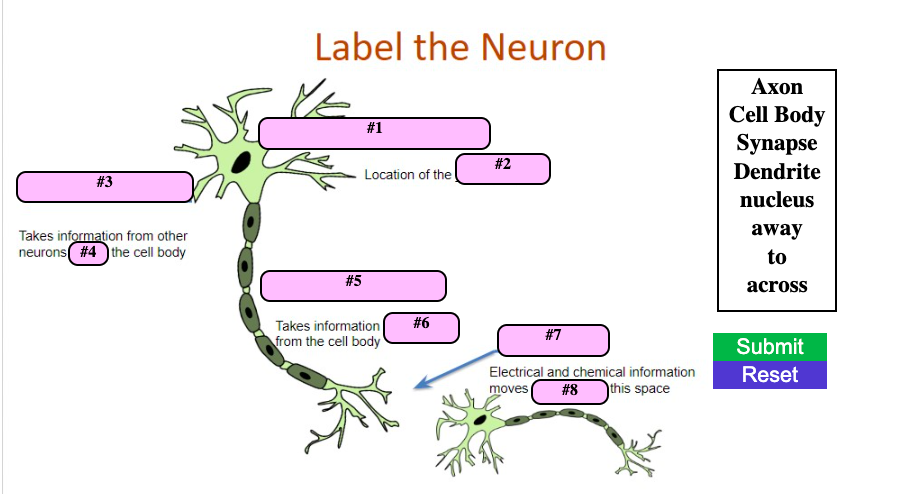 Label the Neuron
#1
Location of the
#2
#3
Takes information from other
neurons #4 the cell body
#5
Takes information
from the cell body
#6
#7
Electrical and chemical information
moves #8 this space
Axon
Cell Body
Synapse
Dendrite
nucleus
away
to
across
Submit
Reset